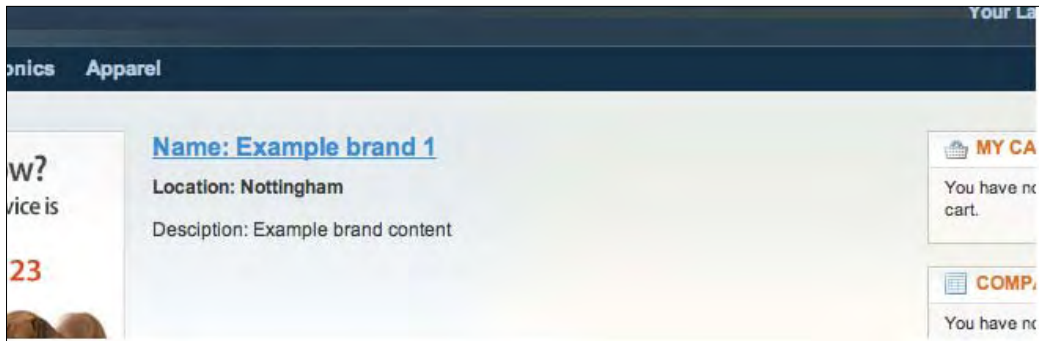 Your La
onics Apparel
w?
vice is
23
Name: Example brand 1
Location: Nottingham
Desciption: Example brand content
MY CA
You have no
cart.
COMPA
You have no